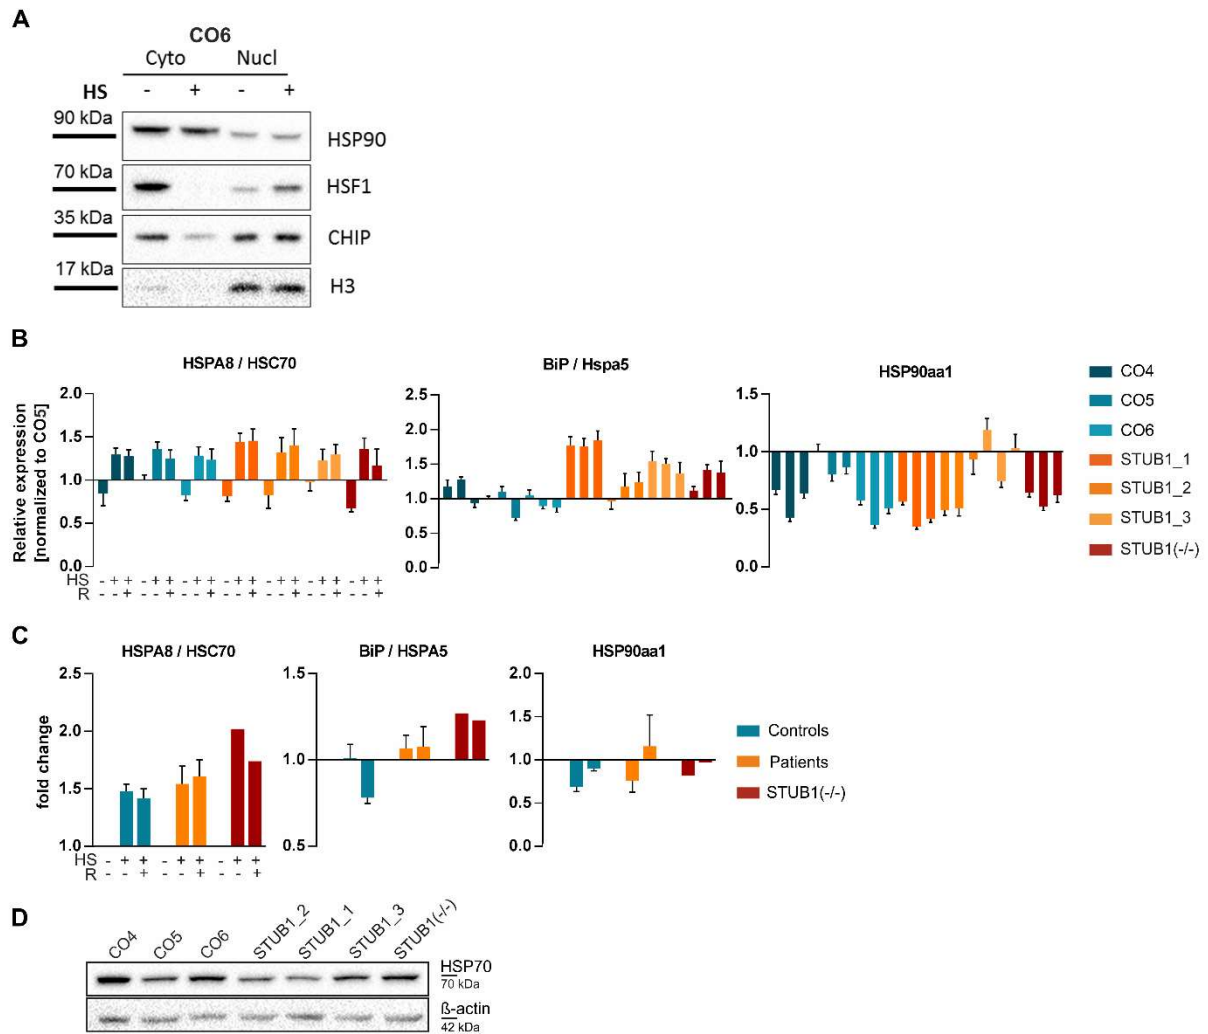 A
CO6
Cyto Nucl
HS - + - +
90 kDa
HSP90
70 kDa
HSF1
35 kDa
CHIP
17 kDa
H3
B
HSPA8 / HSC70
BiP / Hspa5
HSP90aa1
Relative expression
[normalized to CO5]
2.0
1.5
1.0
0.5
0.0
HS - + + - + + - + + - + + - + + - + + - + +
R - - + - - + - - + - - + - - + - - + - - +
2.5
2.0
1.5
1.0
0.5
0.0
1.5
1.0
0.5
0.0
CO4
CO5
CO6
STUB1_1
STUB1_2
STUB1_3
STUB1(-/-)
C
HSPA8 / HSC70
BiP / HSPA5
HSP90aa1
fold change
2.5
2.0
1.5
1.0
HS - + + - + + - + +
R - - + - - + - - +
1.5
1.0
0.5
2.0
1.5
1.0
0.5
0.0
Controls
Patients
STUB1(-/-)
D
CO4 CO5 CO6 STUB1_2 STUB1_1 STUB1_3 STUB1(-/-)
HSP70
70 kDa
ß-actin
42 kDa